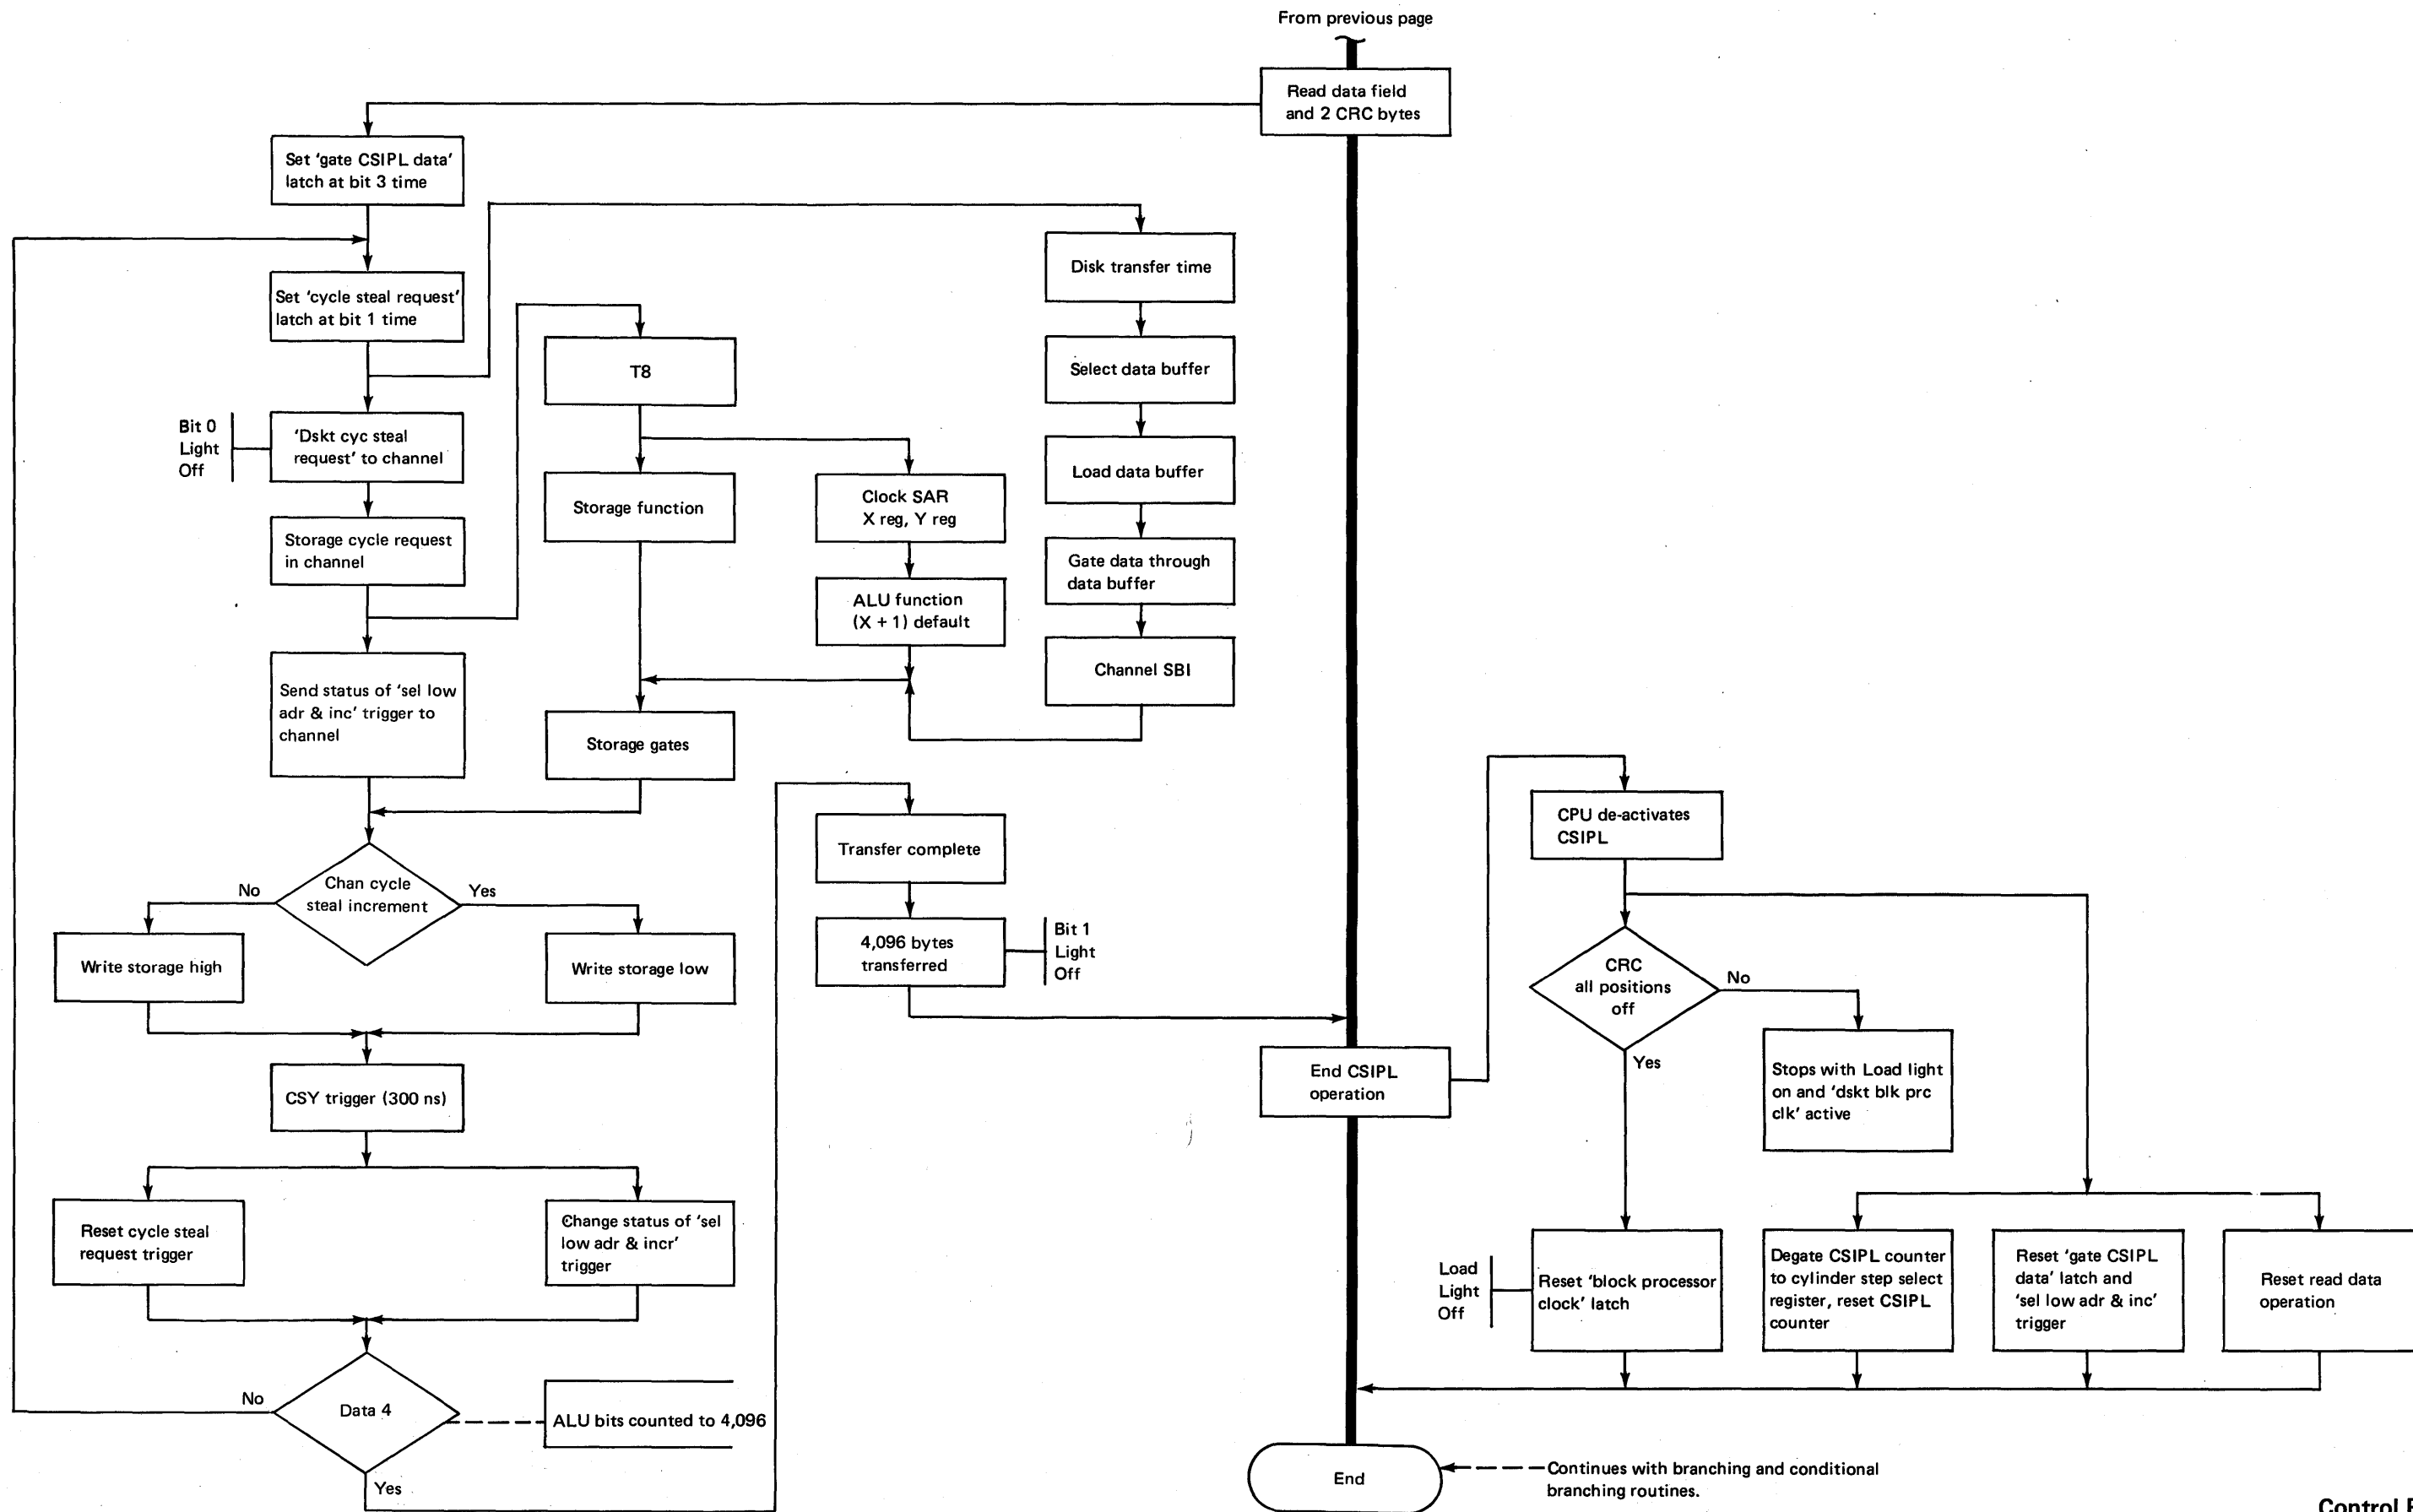 From previous page
Read data field
and 2 CRC bytes
Set 'gate CSIPL data'
latch at bit 3 time
Set 'cycle steal request'
latch at bit 1 time
Disk transfer time
T8
Select data buffer
Bit 0
Light
Off
'Dskt cyc steal
request' to channel
Load data buffer
Storage function
Clock SAR
X reg, Y reg
Storage cycle request
in channel
Gate data through
data buffer
ALU function
(X + 1) default
Channel SBI
Send status of 'sel low
adr & inc' trigger to
channel
Storage gates
Chan cycle
steal increment
No
Yes
Write storage high
Write storage low
Transfer complete
4,096 bytes
transferred
Bit 1
Light
Off
CPU de-activates
CSIPL
CRC
all positions
off
No
Yes
Stops with Load light
on and 'dskt blk prc
clk' active
End CSIPL
operation
CSY trigger (300 ns)
Reset cycle steal
request trigger
Change status of 'sel
low adr & incr'
trigger
Load
Light
Off
Reset 'block processor
clock' latch
Degate CSIPL counter
to cylinder step select
register, reset CSIPL
counter
Reset 'gate CSIPL
data' latch and
'sel low adr & inc'
trigger
Reset read data
operation
No
Data 4
ALU bits counted to 4,096
Yes
End
Continues with branching and conditional
branching routines.
Control